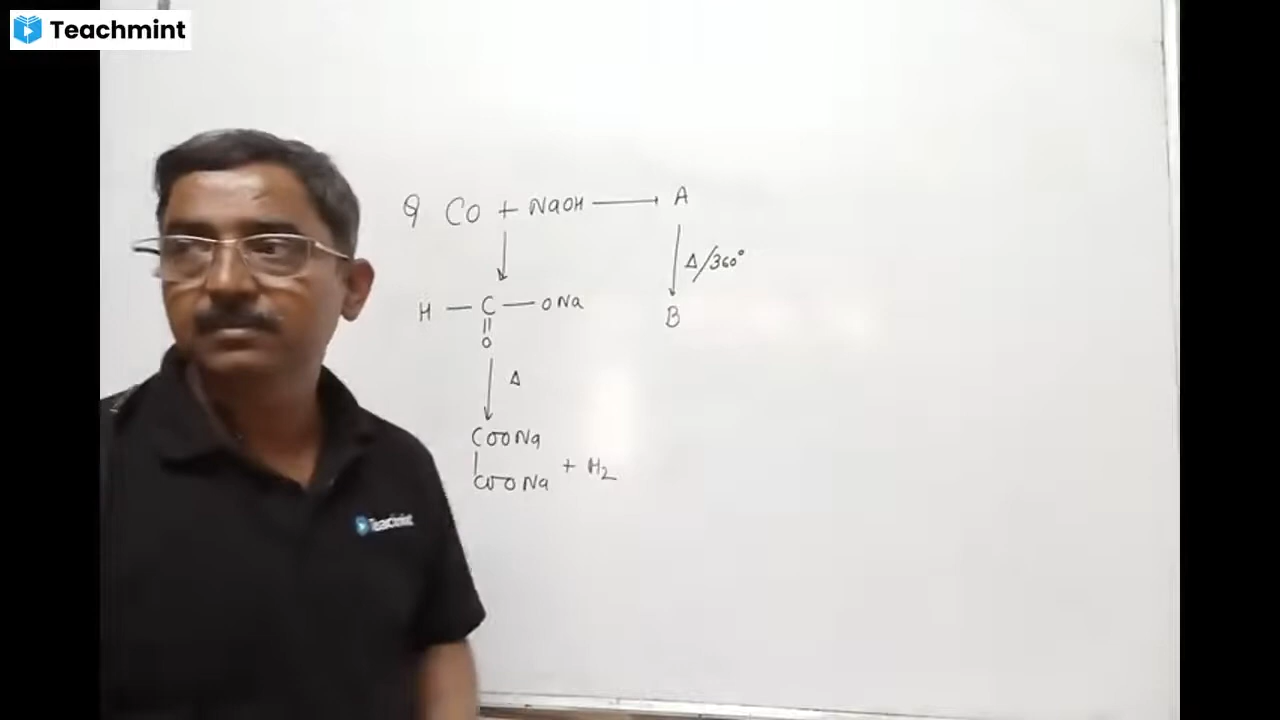 Teachmint
Q CO + NaOH → A
Δ/360°
H — C — ONa
B
||
O
Δ
COONa
|
COONa + H₂
Teachmint